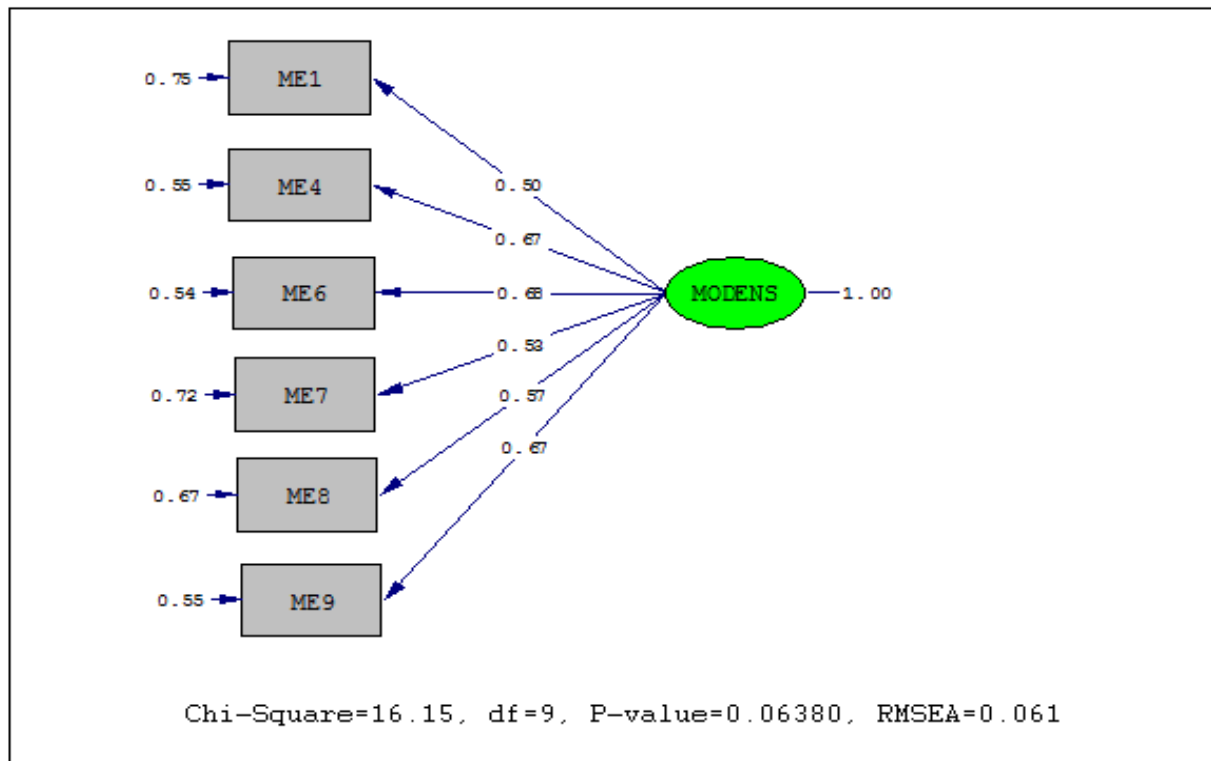 0.75 ME1
0.55 ME4 0.50
0.67
0.54 ME6 0.68 MODENS 1.00
0.53
0.72 ME7 0.57
0.67
0.67 ME8
0.55 ME9
Chi-Square=16.15, df=9, P-value=0.06380, RMSEA=0.061